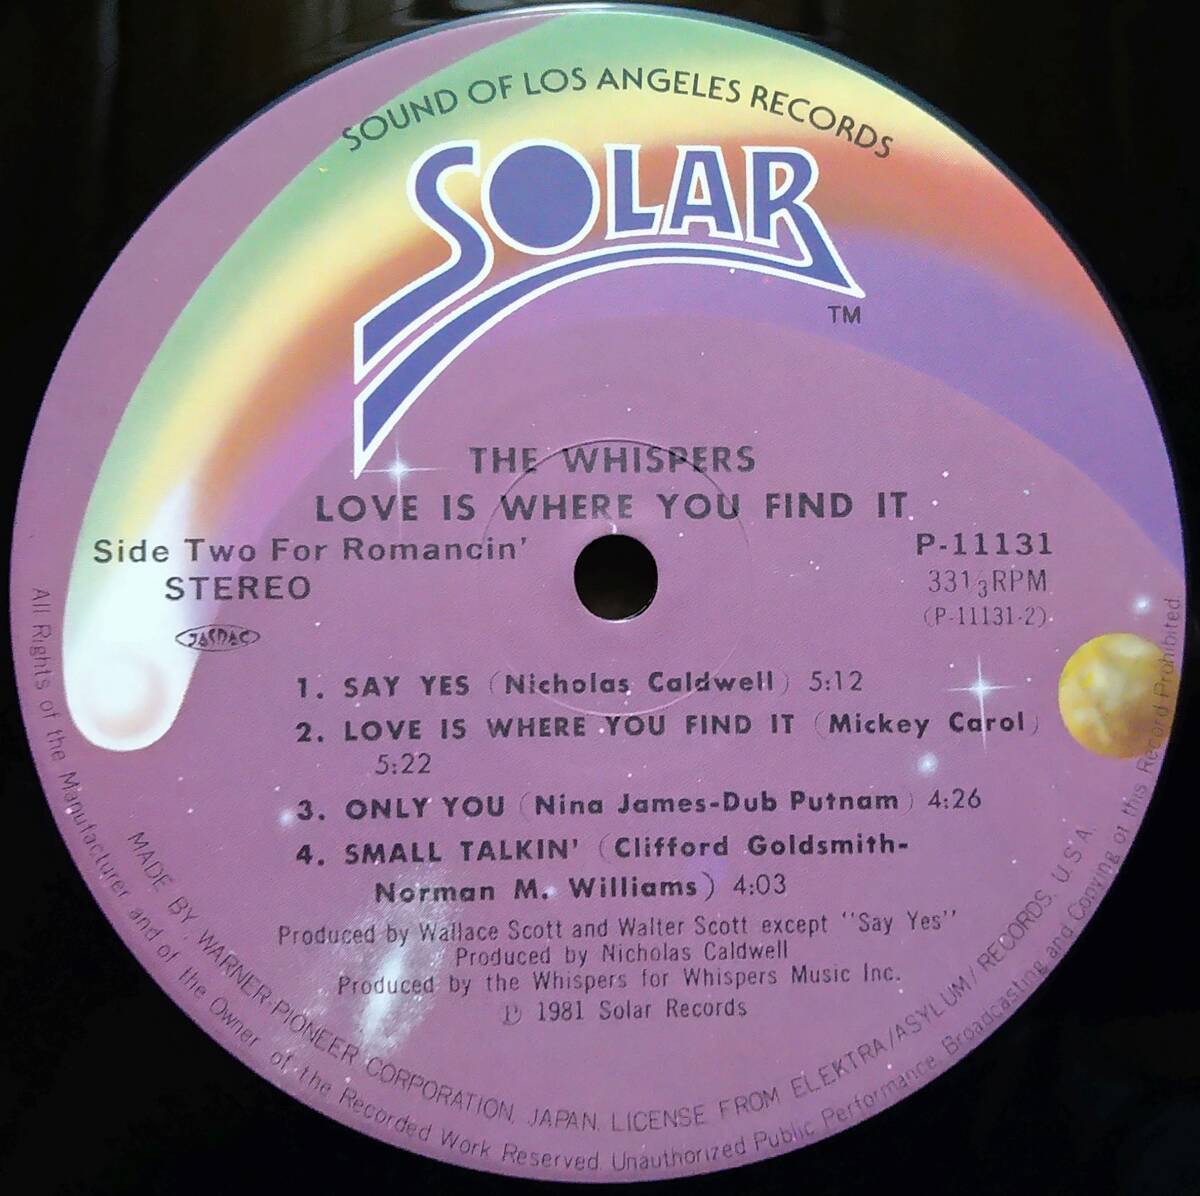 SOUND OF LOS ANGELES RECORDS
SOLAR
TM
THE WHISPERS
LOVE IS WHERE YOU FIND IT
Side Two For Romancin'
STEREO
JASRAC
P-11131
33 1/3 RPM
(P-11131-2)
1. SAY YES (Nicholas Caldwell) 5:12
2. LOVE IS WHERE YOU FIND IT (Mickey Carol)
5:22
3. ONLY YOU (Nina James-Dub Putnam) 4:26
4. SMALL TALKIN' (Clifford Goldsmith-
Norman M. Williams) 4:03
Produced by Wallace Scott and Walter Scott except "Say Yes"
Produced by Nicholas Caldwell
Produced by the Whispers for Whispers Music Inc.
℗ 1981 Solar Records
MADE BY WARNER-PIONEER CORPORATION, JAPAN. LICENSE FROM ELEKTRA/ASYLUM/RECORDS. U.S.A.
All Rights of the Manufacturer and of the Owner of the Recorded Work Reserved. Unauthorized Public Performance. Broadcasting and Copying of this Record Prohibited.